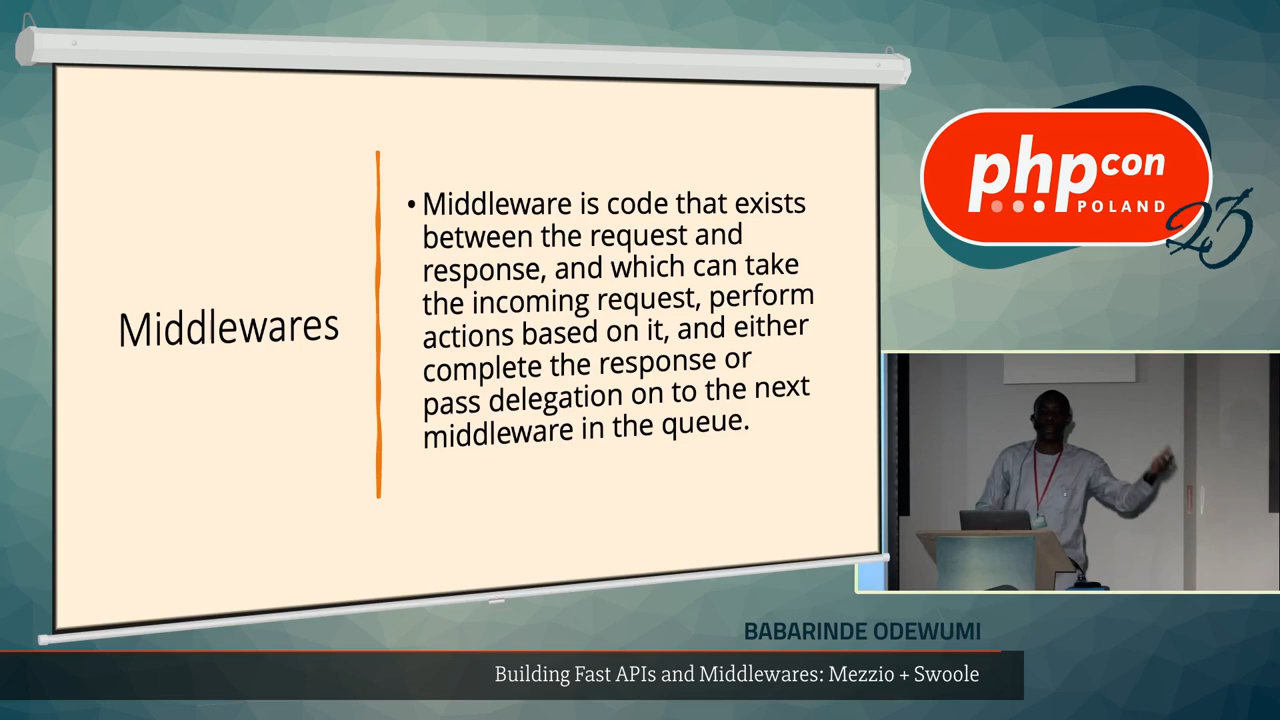 Middlewares
• Middleware is code that exists
between the request and
response, and which can take
the incoming request, perform
actions based on it, and either
complete the response or
pass delegation on to the next
middleware in the queue.
phpcon
POLAND
23
BABARINDE ODEWUMI
Building Fast APIs and Middlewares: Mezzio + Swoole